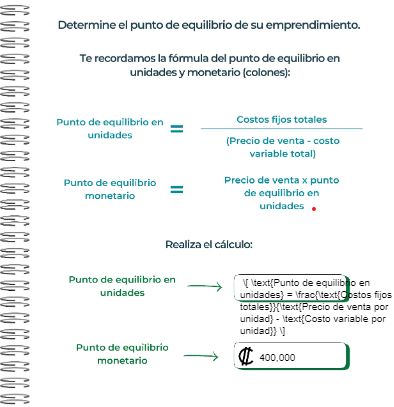 Determine el punto de equilibrio de su emprendimiento.
Te recordamos la fórmula del punto de equilibrio en
unidades y monetario (colones):
Punto de equilibrio en
unidades
=
Costos fijos totales
(Precio de venta - costo
variable total)
Punto de equilibrio
monetario
=
Precio de venta x punto
de equilibrio en
unidades
Realiza el cálculo:
Punto de equilibrio en
unidades
\[ \text{Punto de equilibrio en
unidades} = \frac{\text{Costos fijos
totales}}{\text{Precio de venta por
unidad} - \text{Costo variable por
unidad}} \]
Punto de equilibrio
monetario
₡ 400,000